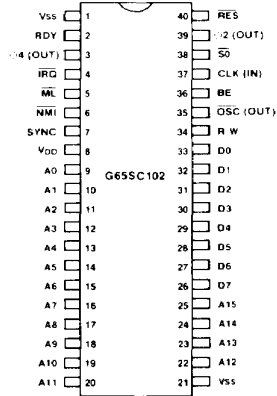 VSS 1 40 RES
RDY 2 39 2 (OUT)
4 (OUT) 3 38 S0
IRQ 4 37 CLK (IN)
ML 5 36 BE
NMI 6 35 OSC (OUT)
SYNC 7 34 R W
VDD 8 33 D0
A0 9 32 D1
G65SC102
A1 10 31 D2
A2 11 30 D3
A3 12 29 D4
A4 13 28 D5
A5 14 27 D6
A6 15 26 D7
A7 16 25 A15
A8 17 24 A14
A9 18 23 A13
A10 19 22 A12
A11 20 21 VSS